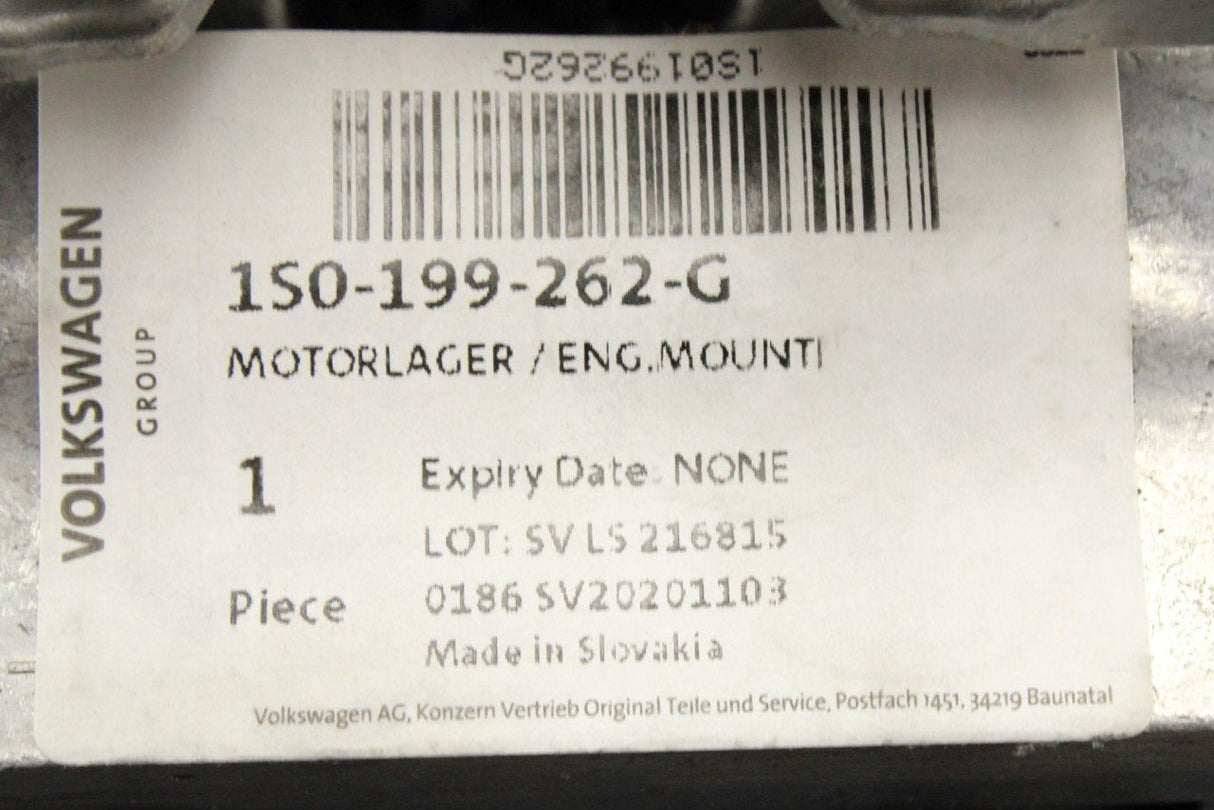 1S0199262G
VOLKSWAGEN
GROUP
1S0-199-262-G
MOTORLAGER / ENG.MOUNTI
1
Expiry Date: NONE
LOT: SV LS 216815
Piece
0186 SV20201103
Made in Slovakia
Volkswagen AG, Konzern Vertrieb Original Teile und Service, Postfach 1451, 34219 Baunatal